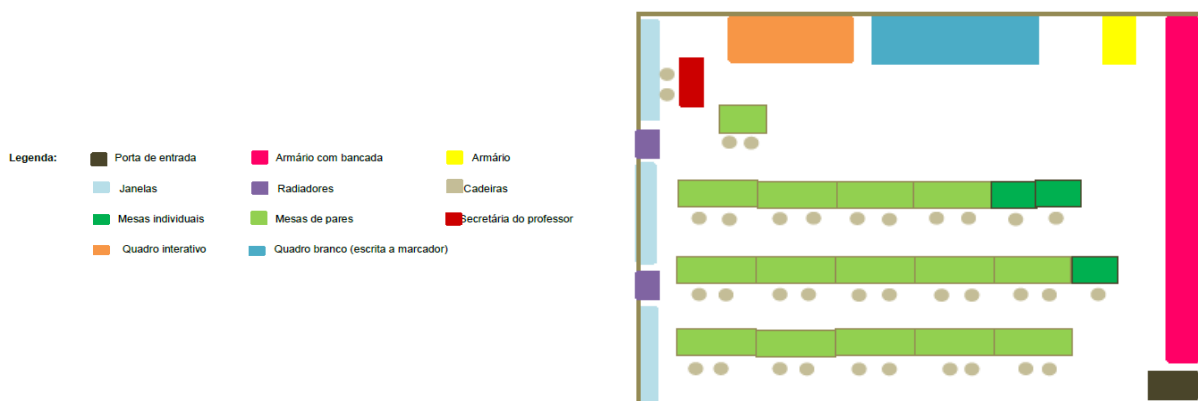 Legenda:
Porta de entrada
Armário com bancada
Armário
Janelas
Radiadores
Cadeiras
Mesas individuais
Mesas de pares
Secretária do professor
Quadro interativo
Quadro branco (escrita a marcador)